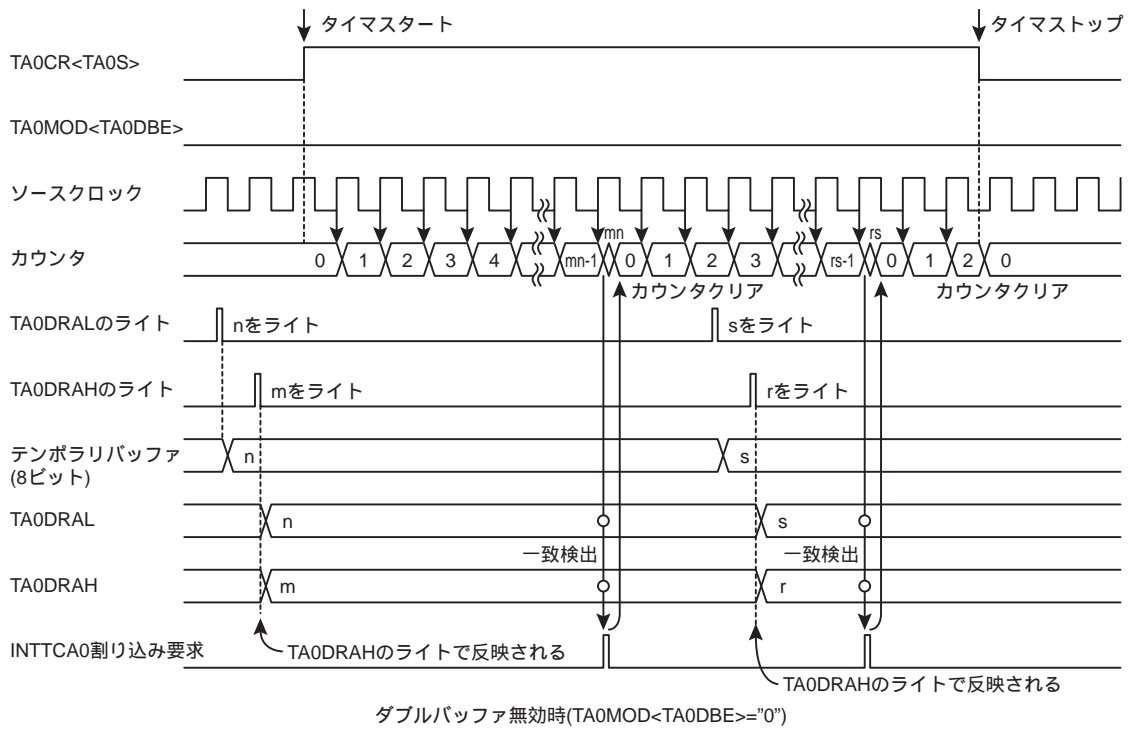 タイマスタート
タイマストップ
TA0CR<TA0S>
TA0MOD<TA0DBE>
ソースクロック
mn
rs
カウンタ
0 1 2 3 4 mn-1 0 1 2 3 rs-1 0 1 2 0
カウンタクリア
カウンタクリア
TA0DRALのライト
nをライト
sをライト
TA0DRAHのライト
mをライト
rをライト
テンポラリバッファ
(8ビット)
n
s
TA0DRAL
n
s
一致検出
一致検出
TA0DRAH
m
r
INTTCA0割り込み要求
TA0DRAHのライトで反映される
TA0DRAHのライトで反映される
ダブルバッファ無効時(TA0MOD<TA0DBE>=”0”)